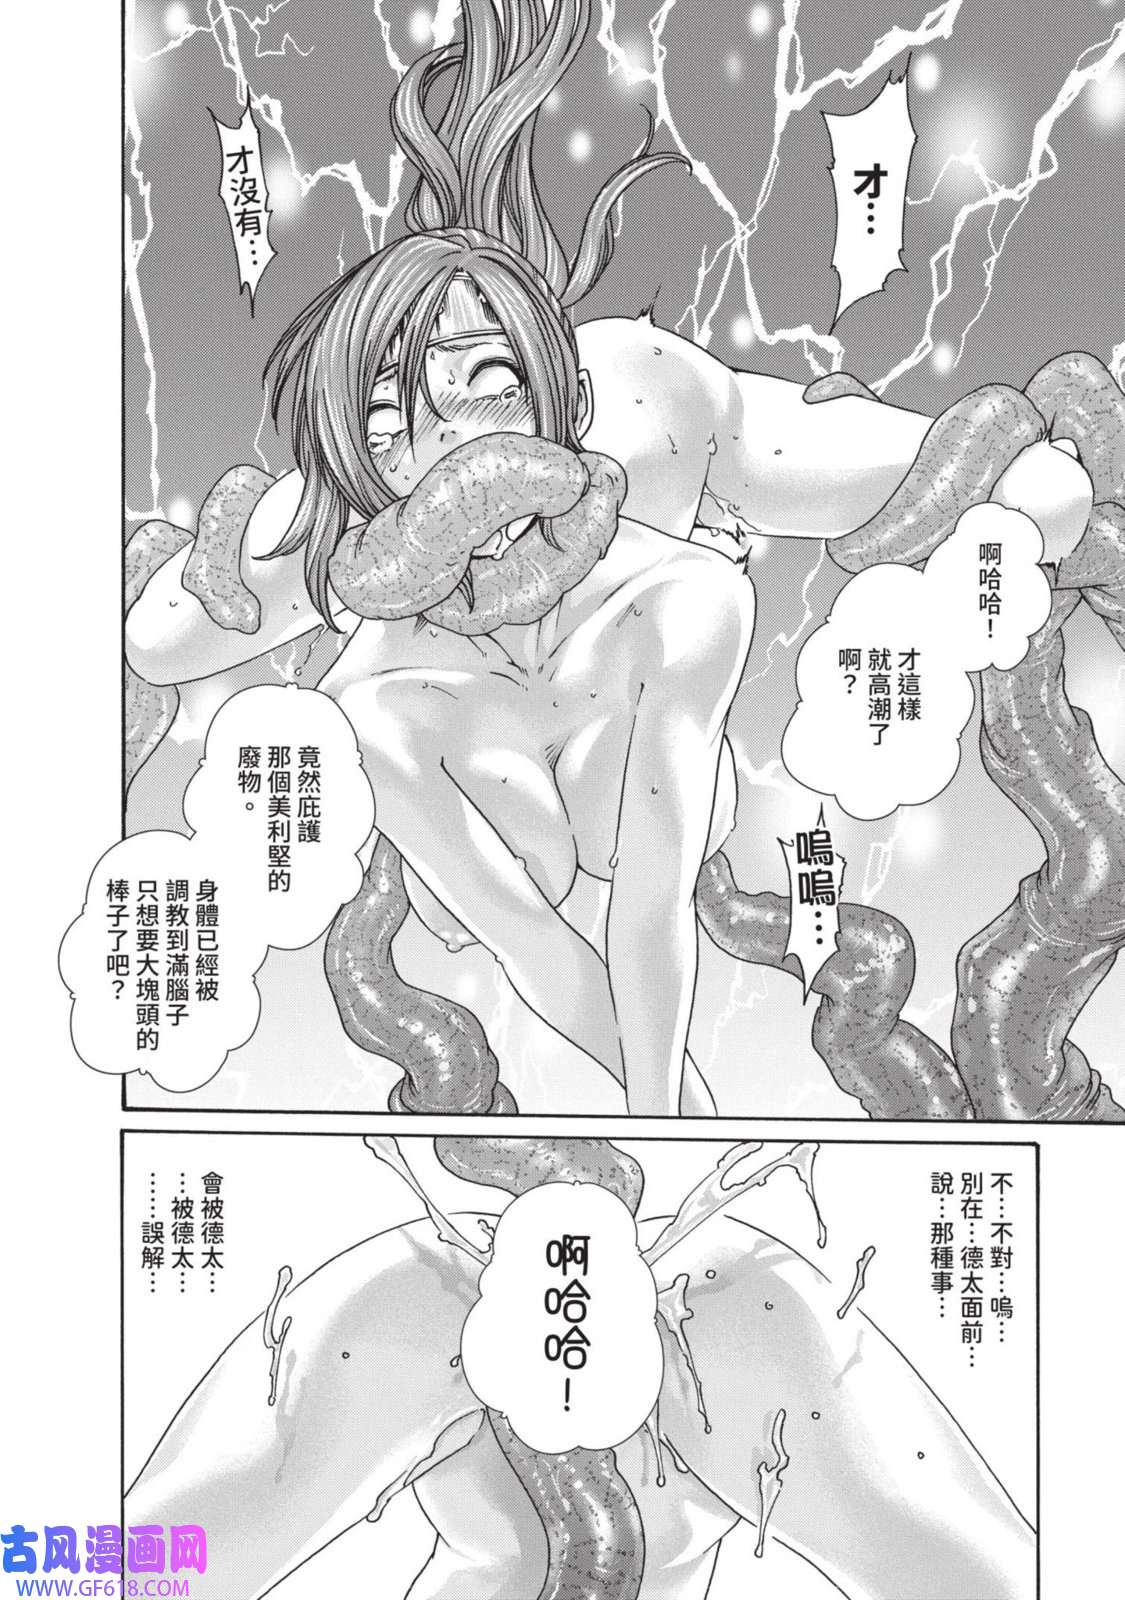 才…
才沒有…
啊哈哈！
才這樣
就高潮了
啊？
嗚嗚…
竟然庇護
那個美利堅的
廢物。
身體已經被
調教到滿腦子
只想要大塊頭的
棒子了吧？
不…不對…嗚…
別在…德太面前…
說…那種事…
啊哈哈！
會被德太…
…被德太…
……誤解…
古风漫画网
WWW.GF618.COM